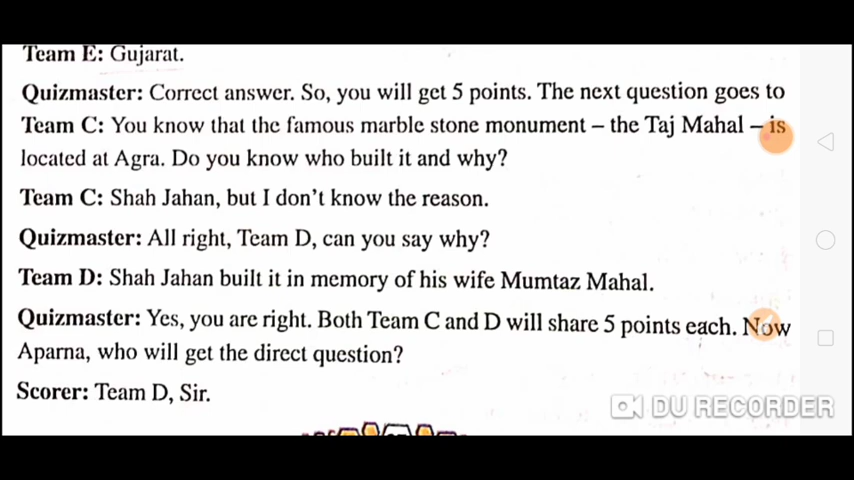 Team E: Gujarat.
Quizmaster: Correct answer. So, you will get 5 points. The next question goes to
Team C: You know that the famous marble stone monument – the Taj Mahal – is
located at Agra. Do you know who built it and why?
Team C: Shah Jahan, but I don't know the reason.
Quizmaster: All right, Team D, can you say why?
Team D: Shah Jahan built it in memory of his wife Mumtaz Mahal.
Quizmaster: Yes, you are right. Both Team C and D will share 5 points each. Now
Aparna, who will get the direct question?
Scorer: Team D, Sir.
DU RECORDER